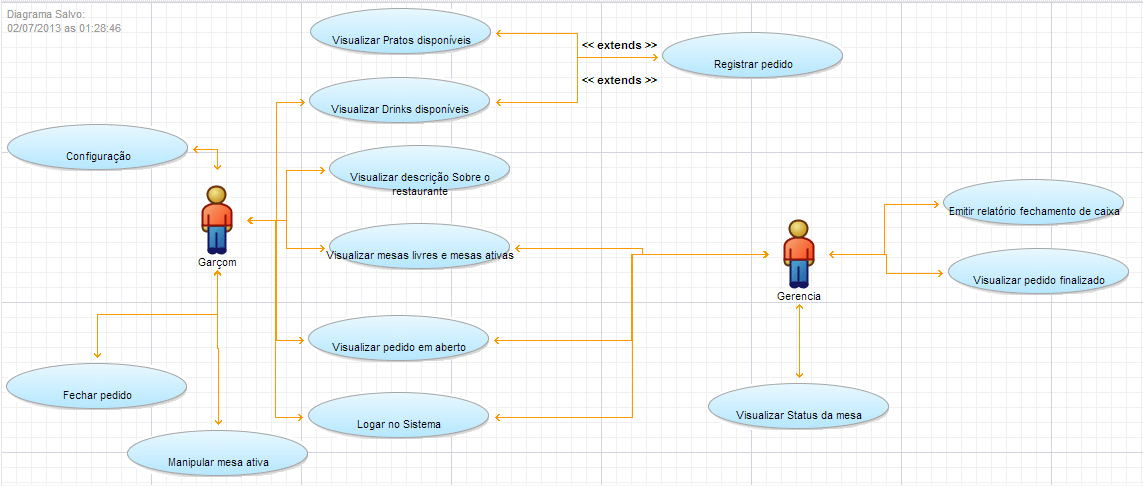 Diagrama Salvo:
02/07/2013 as 01:28:46
Visualizar Pratos disponíveis
<< extends >>
Registrar pedido
<< extends >>
Visualizar Drinks disponíveis
Configuração
Visualizar descrição Sobre o
restaurante
Garçom
Visualizar mesas livres e mesas ativas
Emitir relatório fechamento de caixa
Visualizar pedido finalizado
Gerencia
Visualizar pedido em aberto
Fechar pedido
Logar no Sistema
Visualizar Status da mesa
Manipular mesa ativa